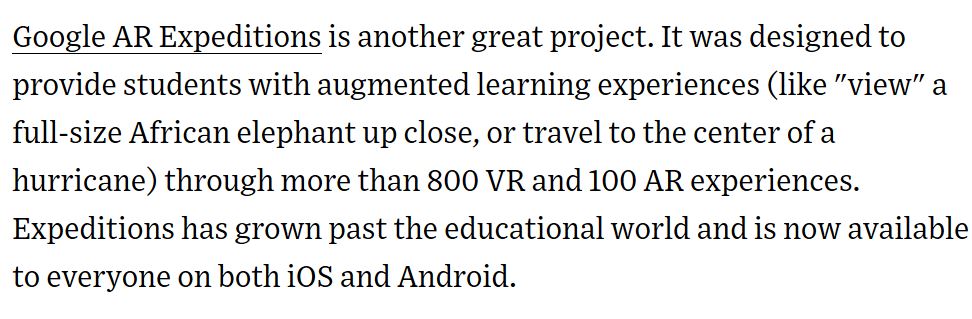 Google AR Expeditions is another great project. It was designed to
provide students with augmented learning experiences (like "view" a
full-size African elephant up close, or travel to the center of a
hurricane) through more than 800 VR and 100 AR experiences.
Expeditions has grown past the educational world and is now available
to everyone on both iOS and Android.